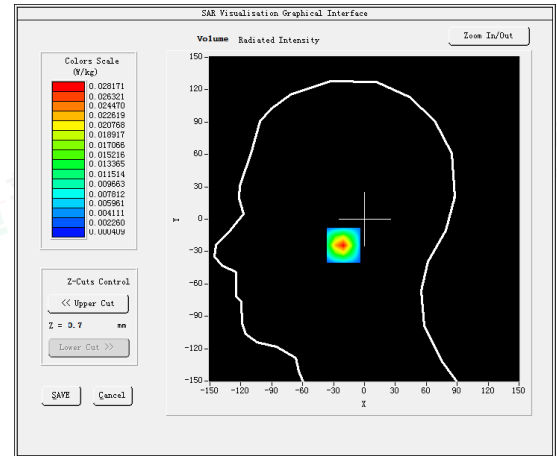 SAR Visualisation Graphical Interface
Volume Radiated Intensity
Zoom In/Out
Colors Scale
(W/kg)
0.028171
0.026321
0.024470
0.022619
0.020768
0.018917
0.017066
0.015216
0.013365
0.011514
0.009663
0.007812
0.005961
0.004111
0.002260
0.000409
Z-Cuts Control
<< Upper Cut
Z = 0.7 mm
Lower Cut >>
SAVE Cancel
150
120
90
60
30
0
-30
-60
-90
-120
-150
Y
-150 -120 -90 -60 -30 0 30 60 90 120 150
X